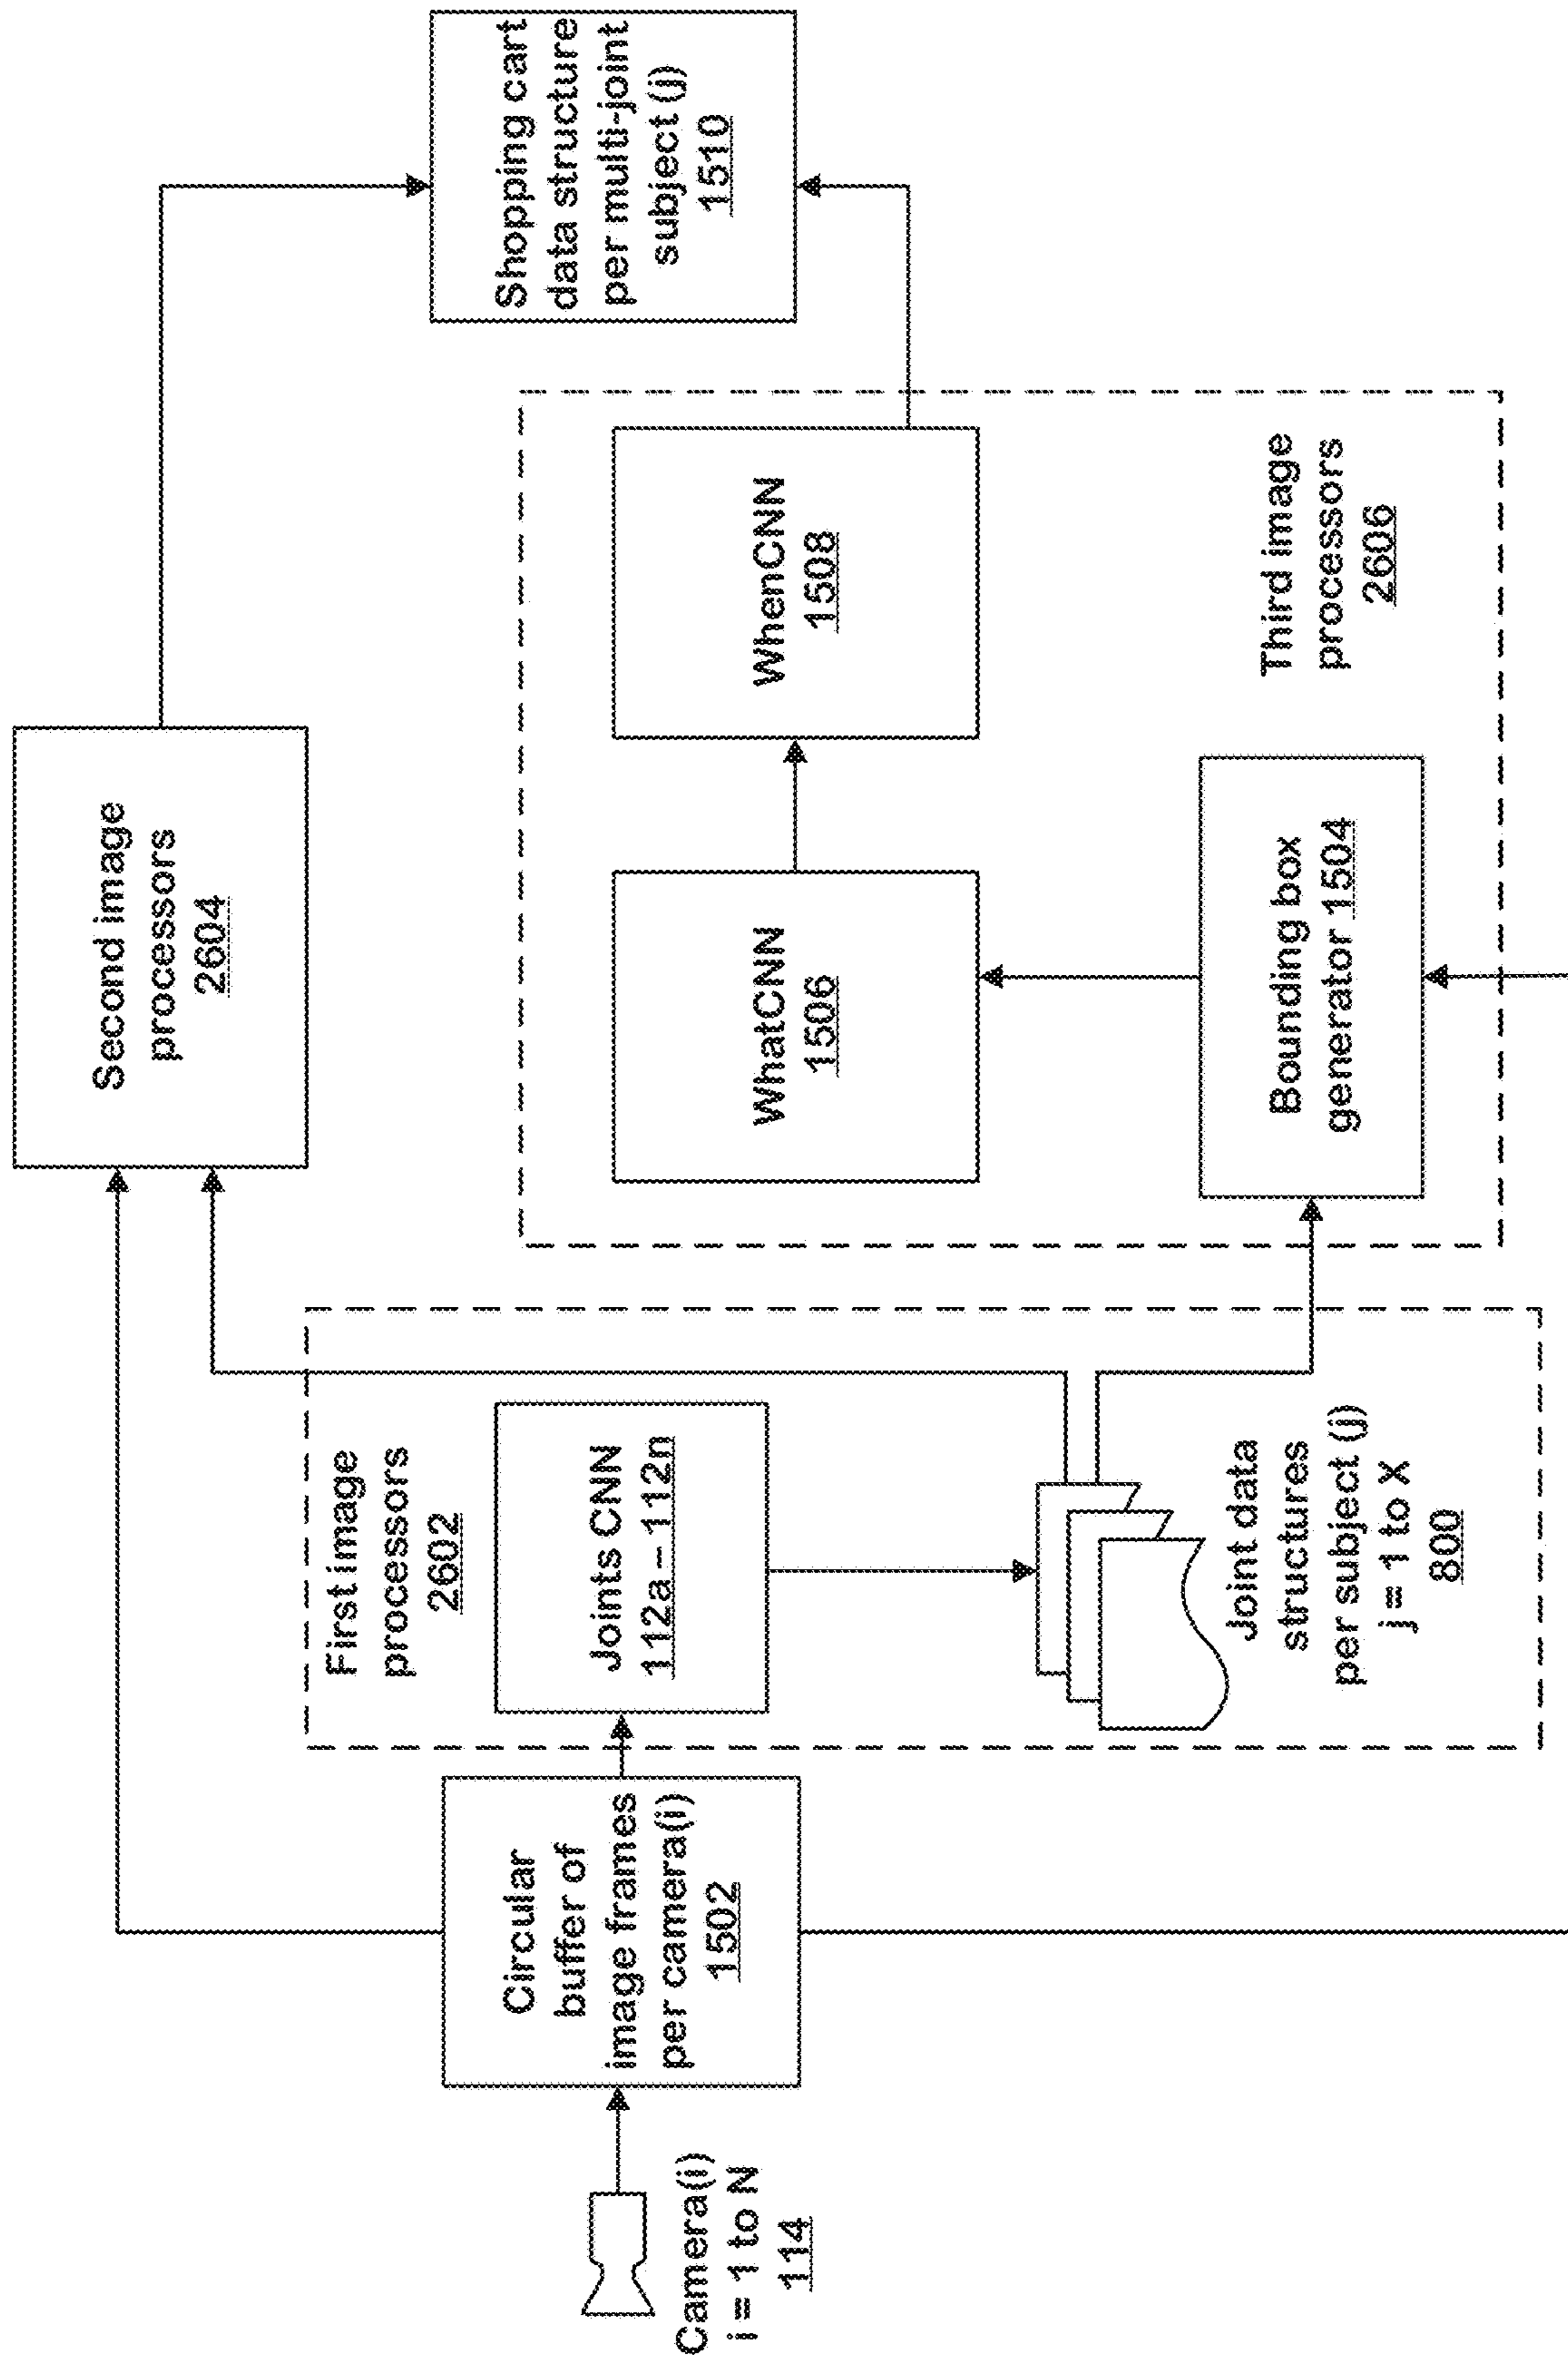 Second image
processors
2604
First image
processors
2602
Joints CNN
112a – 112n
Circular
buffer of
image frames
per camera(i)
1502
Camera(i)
i = 1 to N
114
Joint data
structures
per subject (j)
j = 1 to X
800
WhatCNN
1506
WhenCNN
1508
Bounding box
generator 1504
Third image
processors
2606
Shopping cart
data structure
per multi-joint
subject (j)
1510